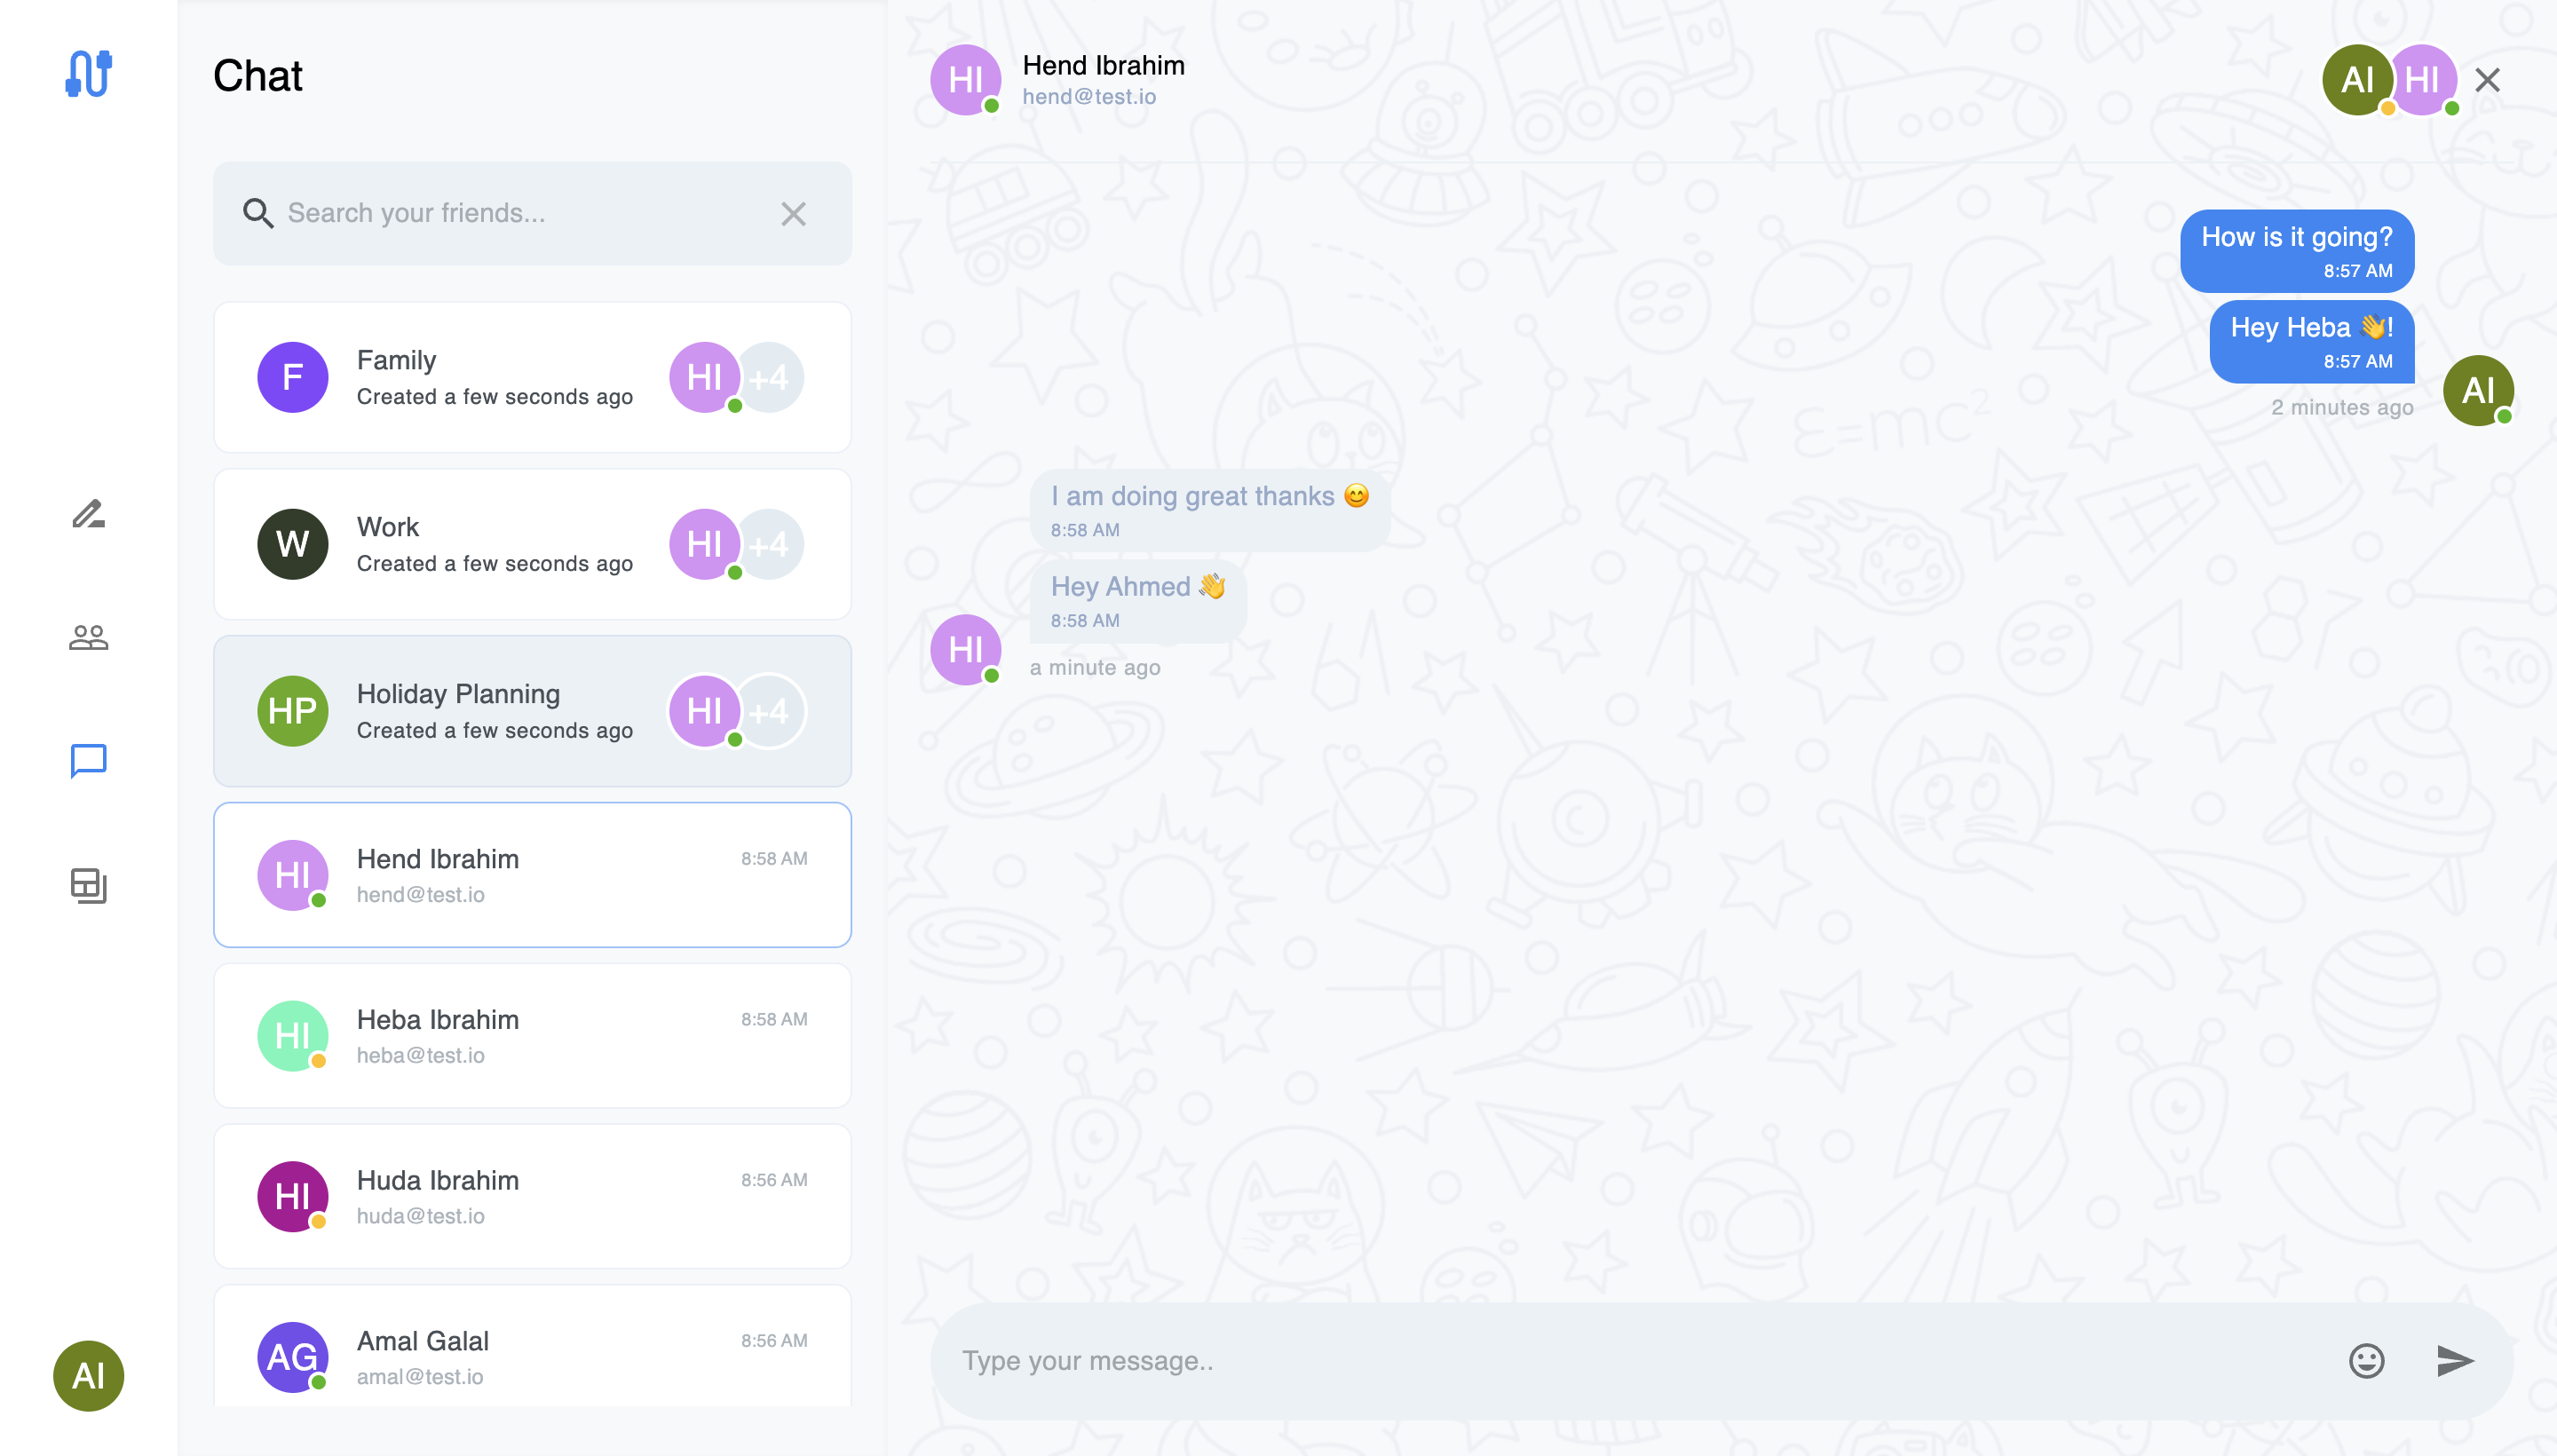 Chat
Search your friends...
F
Family
Created a few seconds ago
HI
+4
W
Work
Created a few seconds ago
HI
+4
HP
Holiday Planning
Created a few seconds ago
HI
+4
HI
Hend Ibrahim
8:58 AM
hend@test.io
HI
Heba Ibrahim
8:58 AM
heba@test.io
HI
Huda Ibrahim
8:56 AM
huda@test.io
AG
Amal Galal
8:56 AM
amal@test.io
AI
HI
Hend Ibrahim
hend@test.io
AI
HI
How is it going?
8:57 AM
Hey Heba 👋!
8:57 AM
2 minutes ago
AI
ε=mc²
I am doing great thanks 😊
8:58 AM
Hey Ahmed 👋
8:58 AM
HI
a minute ago
Type your message..